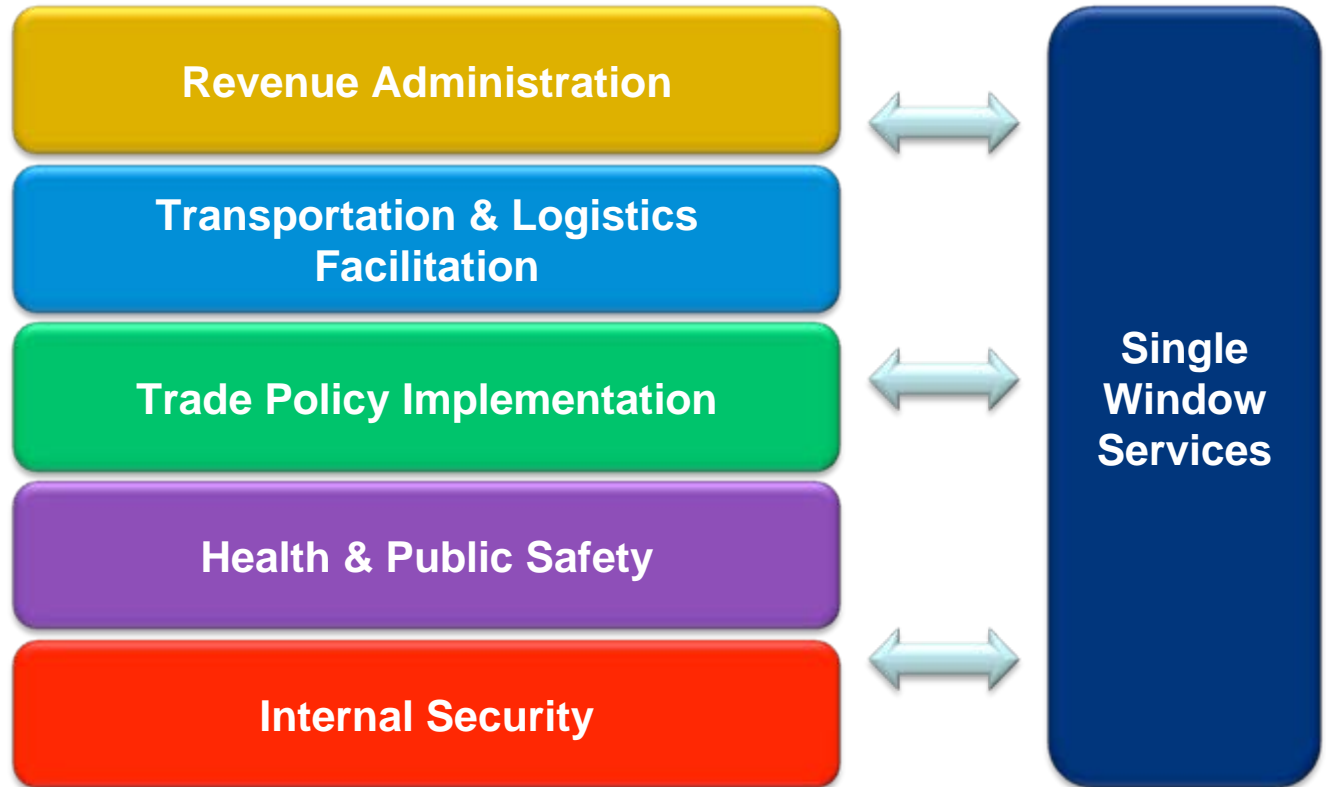 Revenue Administration
Transportation & Logistics
Facilitation
Trade Policy Implementation
Health & Public Safety
Internal Security
Single
Window
Services